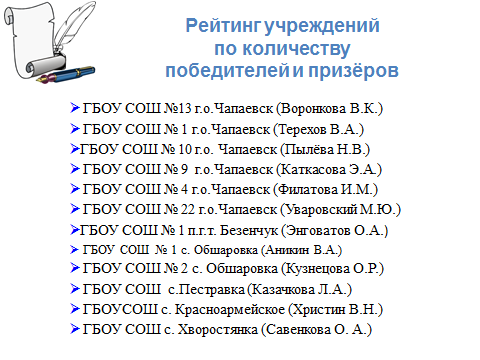 Рейтинг учреждений
по количеству
победителей и призёров
ГБОУ СОШ №13 г.о.Чапаевск (Воронкова В.К.)
ГБОУ СОШ № 1 г.о.Чапаевск (Терехов В.А.)
ГБОУ СОШ № 10 г.о. Чапаевск (Пылёва Н.В.)
ГБОУ СОШ № 9 г.о.Чапаевск (Каткасова Э.А.)
ГБОУ СОШ № 4 г.о.Чапаевск (Филатова И.М.)
ГБОУ СОШ № 22 г.о.Чапаевск (Уваровский М.Ю.)
ГБОУ СОШ № 1 п.г.т. Безенчук (Энговатов О.А.)
ГБОУ СОШ № 1 с. Обшаровка (Аникин В.А.)
ГБОУ СОШ № 2 с. Обшаровка (Кузнецова О.Р.)
ГБОУ СОШ с.Пестравка (Казачкова Л.А.)
ГБОУСОШ с. Красноармейское (Христин В.Н.)
ГБОУ СОШ с. Хворостянка (Савенкова О. А.)